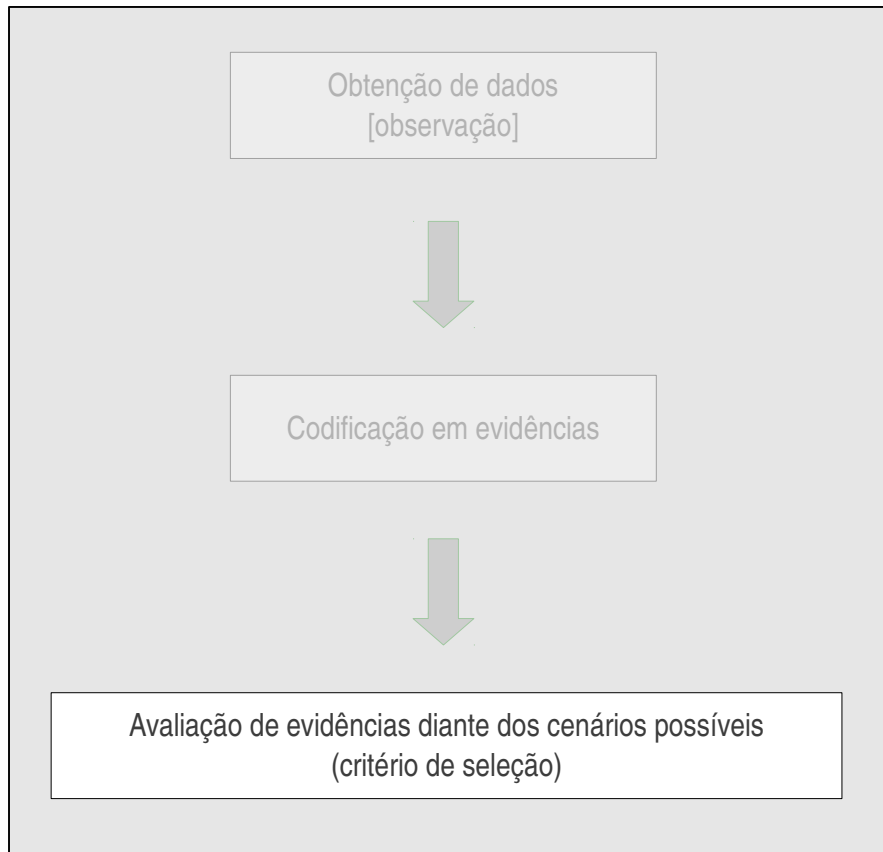 Obtenção de dados
[observação]
Codificação em evidências
Avaliação de evidências diante dos cenários possíveis
(critério de seleção)